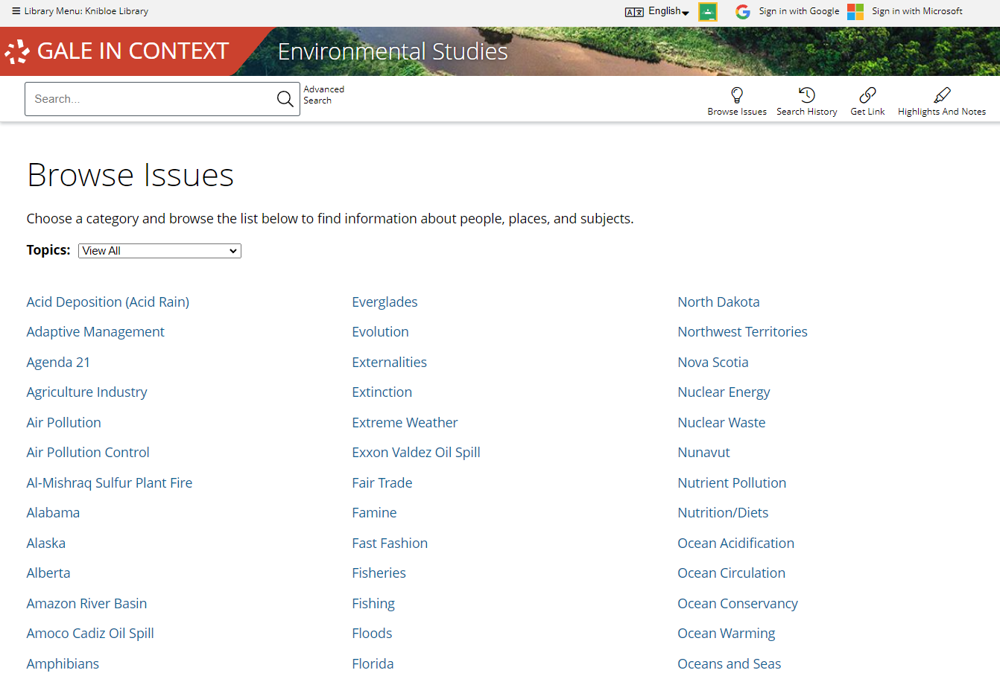 Library Menu: Knibloe Library
English
Sign in with Google
Sign in with Microsoft
GALE IN CONTEXT
Environmental Studies
Search...
Advanced
Search
Browse Issues
Search History
Get Link
Highlights And Notes
Browse Issues
Choose a category and browse the list below to find information about people, places, and subjects.
Topics: View All
Acid Deposition (Acid Rain)
Adaptive Management
Agenda 21
Agriculture Industry
Air Pollution
Air Pollution Control
Al-Mishraq Sulfur Plant Fire
Alabama
Alaska
Alberta
Amazon River Basin
Amoco Cadiz Oil Spill
Amphibians
Everglades
Evolution
Externalities
Extinction
Extreme Weather
Exxon Valdez Oil Spill
Fair Trade
Famine
Fast Fashion
Fisheries
Fishing
Floods
Florida
North Dakota
Northwest Territories
Nova Scotia
Nuclear Energy
Nuclear Waste
Nunavut
Nutrient Pollution
Nutrition/Diets
Ocean Acidification
Ocean Circulation
Ocean Conservancy
Ocean Warming
Oceans and Seas